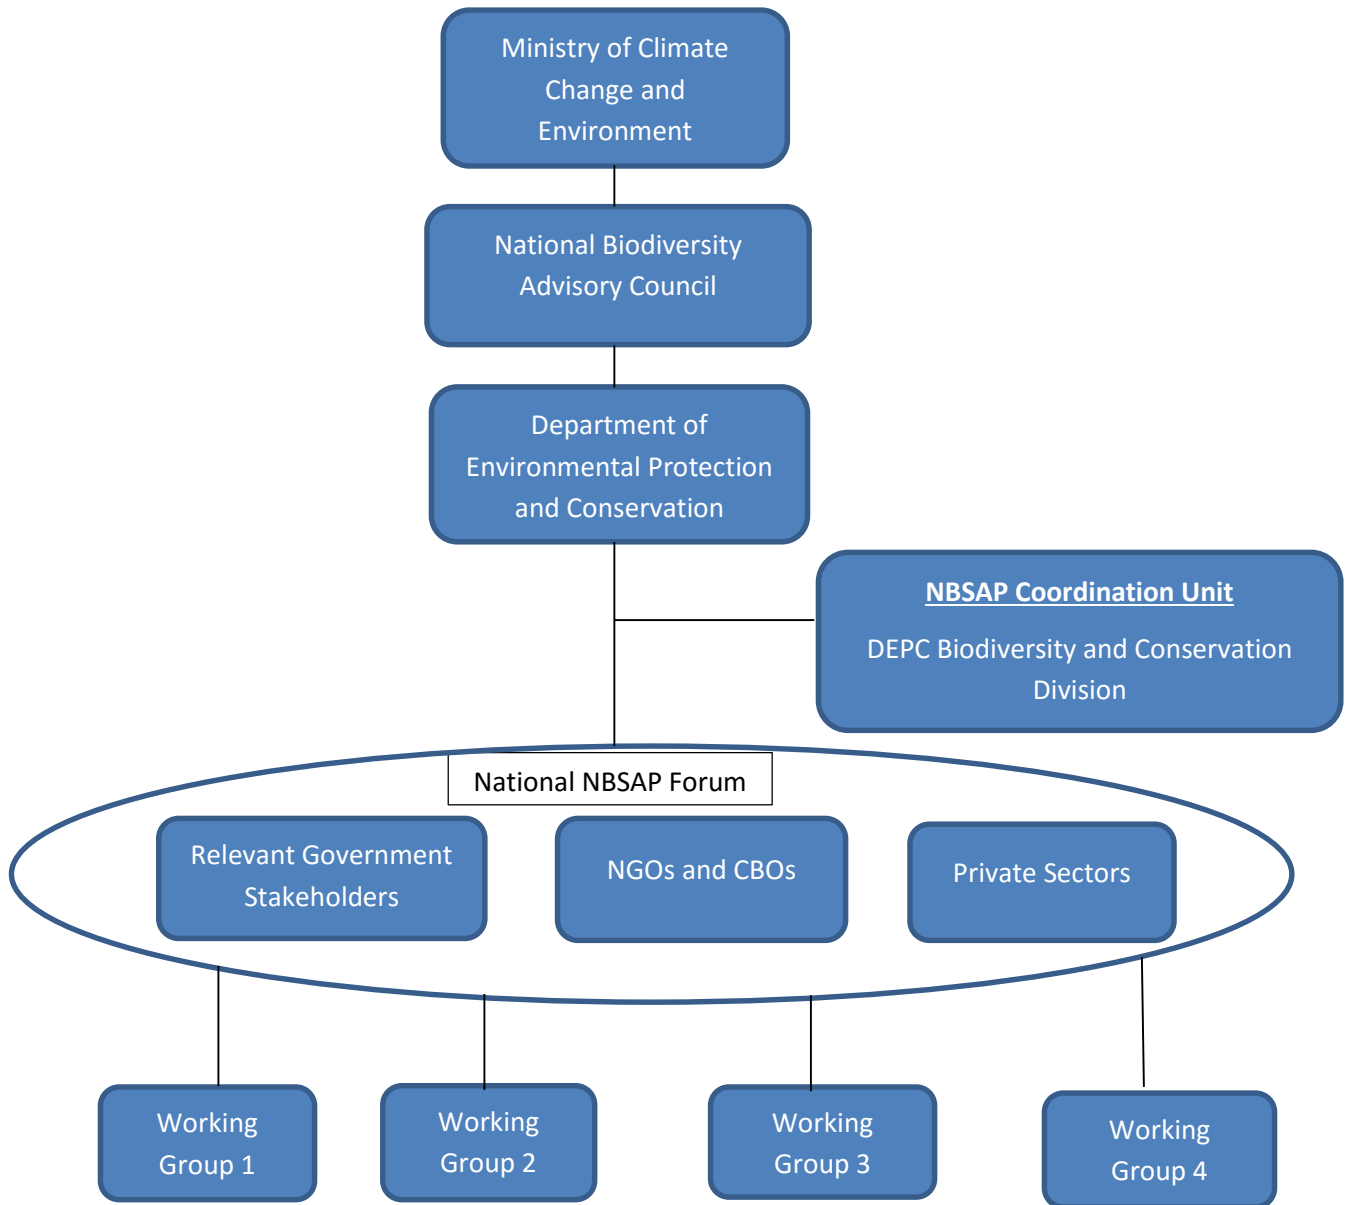 Ministry of Climate
Change and
Environment
National Biodiversity
Advisory Council
Department of
Environmental Protection
and Conservation
NBSAP Coordination Unit
DEPC Biodiversity and Conservation
Division
National NBSAP Forum
Relevant Government
Stakeholders
NGOs and CBOs
Private Sectors
Working
Group 1
Working
Group 2
Working
Group 3
Working
Group 4